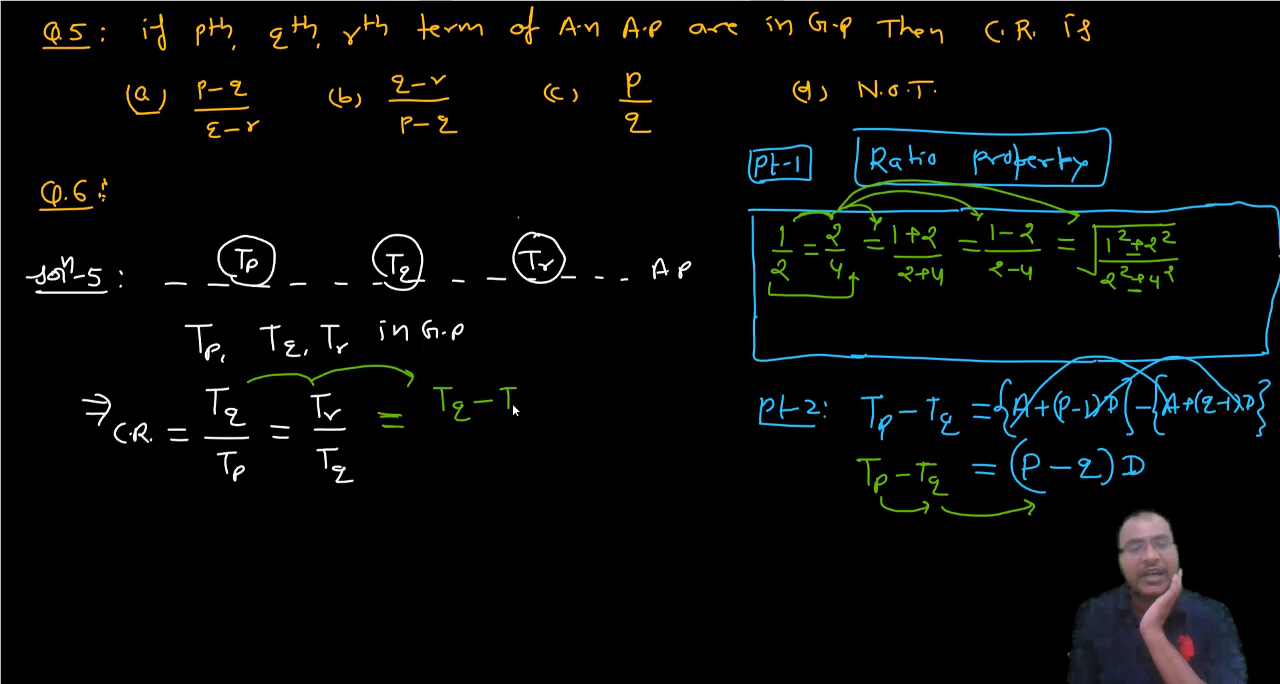 Q.5: if pth, qth, rth term of An A.P are in G.p Then C.R. is
(a) p-q/q-r (b) q-r/p-q (c) p/q (d) N.O.T.
Pt-1 Ratio property
Q.6:
1/2 = 2/4 = 1+2/2+4 = 1-2/2-4 = √(1²+2²/2²+4²)
solⁿ-5: _ _ Tp _ _ _ Tq _ _ _ Tr _ _ _ A.P
Tp, Tq, Tr in G.p
⇒ C.R. = Tq/Tp = Tr/Tq = Tq - T
Pt-2: Tp - Tq = {A+(p-1)D} - {A+(q-1)D}
Tp - Tq = (p-q)D